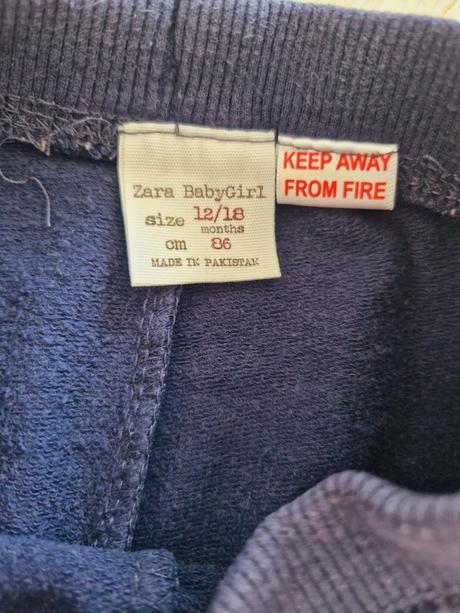 Zara BabyGirl
size 12/18
months
cm 86
MADE IN PAKISTAN
KEEP AWAY
FROM FIRE